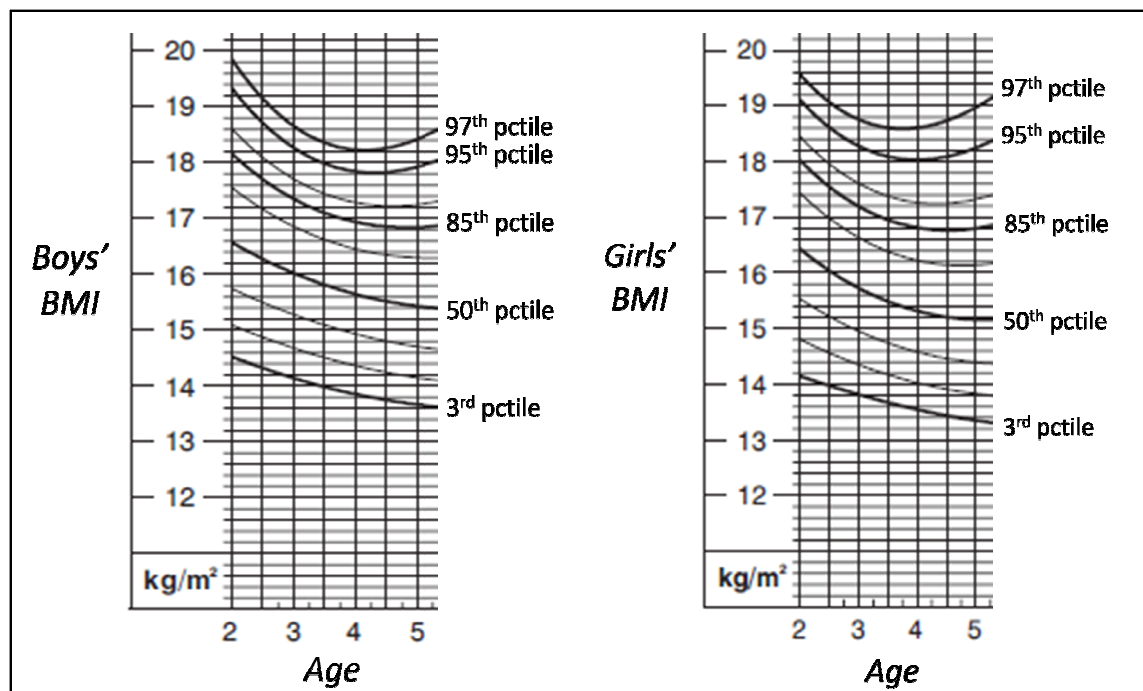 20
19
18
17
16
15
14
13
12
kg/m²
2 3 4 5
Age
Boys'
BMI
97th pctile
95th pctile
85th pctile
50th pctile
3rd pctile
20
19
18
17
16
15
14
13
12
kg/m²
2 3 4 5
Age
Girls'
BMI
97th pctile
95th pctile
85th pctile
50th pctile
3rd pctile